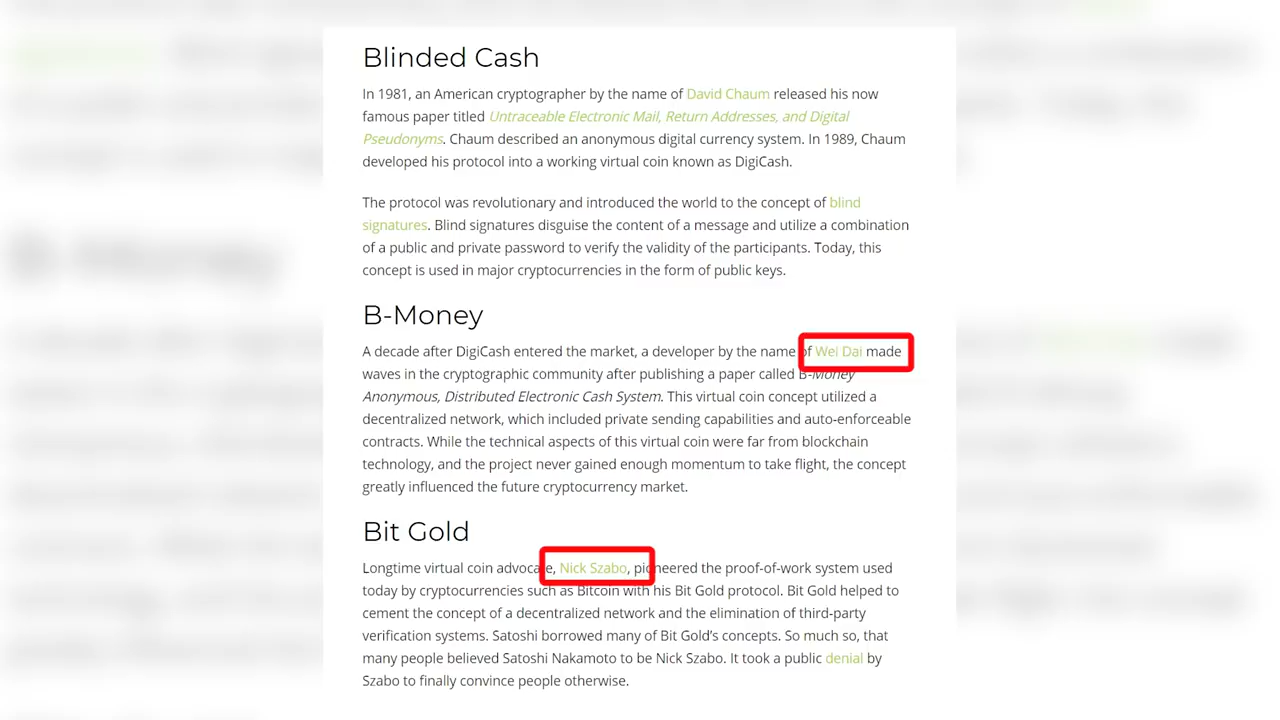 Blinded Cash
In 1981, an American cryptographer by the name of David Chaum released his now
famous paper titled Untraceable Electronic Mail, Return Addresses, and Digital
Pseudonyms. Chaum described an anonymous digital currency system. In 1989, Chaum
developed his protocol into a working virtual coin known as DigiCash.
The protocol was revolutionary and introduced the world to the concept of blind
signatures. Blind signatures disguise the content of a message and utilize a combination
of a public and private password to verify the validity of the participants. Today, this
concept is used in major cryptocurrencies in the form of public keys.
B-Money
A decade after DigiCash entered the market, a developer by the name of Wei Dai made
waves in the cryptographic community after publishing a paper called B-Money
Anonymous, Distributed Electronic Cash System. This virtual coin concept utilized a
decentralized network, which included private sending capabilities and auto-enforceable
contracts. While the technical aspects of this virtual coin were far from blockchain
technology, and the project never gained enough momentum to take flight, the concept
greatly influenced the future cryptocurrency market.
Bit Gold
Longtime virtual coin advocate, Nick Szabo, pioneered the proof-of-work system used
today by cryptocurrencies such as Bitcoin with his Bit Gold protocol. Bit Gold helped to
cement the concept of a decentralized network and the elimination of third-party
verification systems. Satoshi borrowed many of Bit Gold's concepts. So much so, that
many people believed Satoshi Nakamoto to be Nick Szabo. It took a public denial by
Szabo to finally convince people otherwise.
B-Money